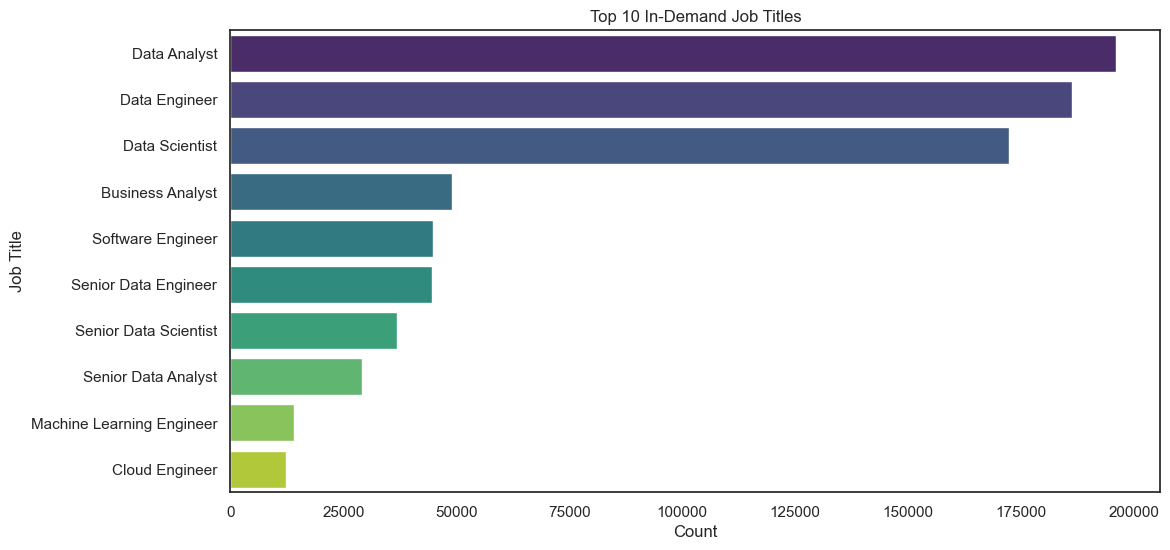 Top 10 In-Demand Job Titles
Job Title
Data Analyst
Data Engineer
Data Scientist
Business Analyst
Software Engineer
Senior Data Engineer
Senior Data Scientist
Senior Data Analyst
Machine Learning Engineer
Cloud Engineer
0 25000 50000 75000 100000 125000 150000 175000 200000
Count